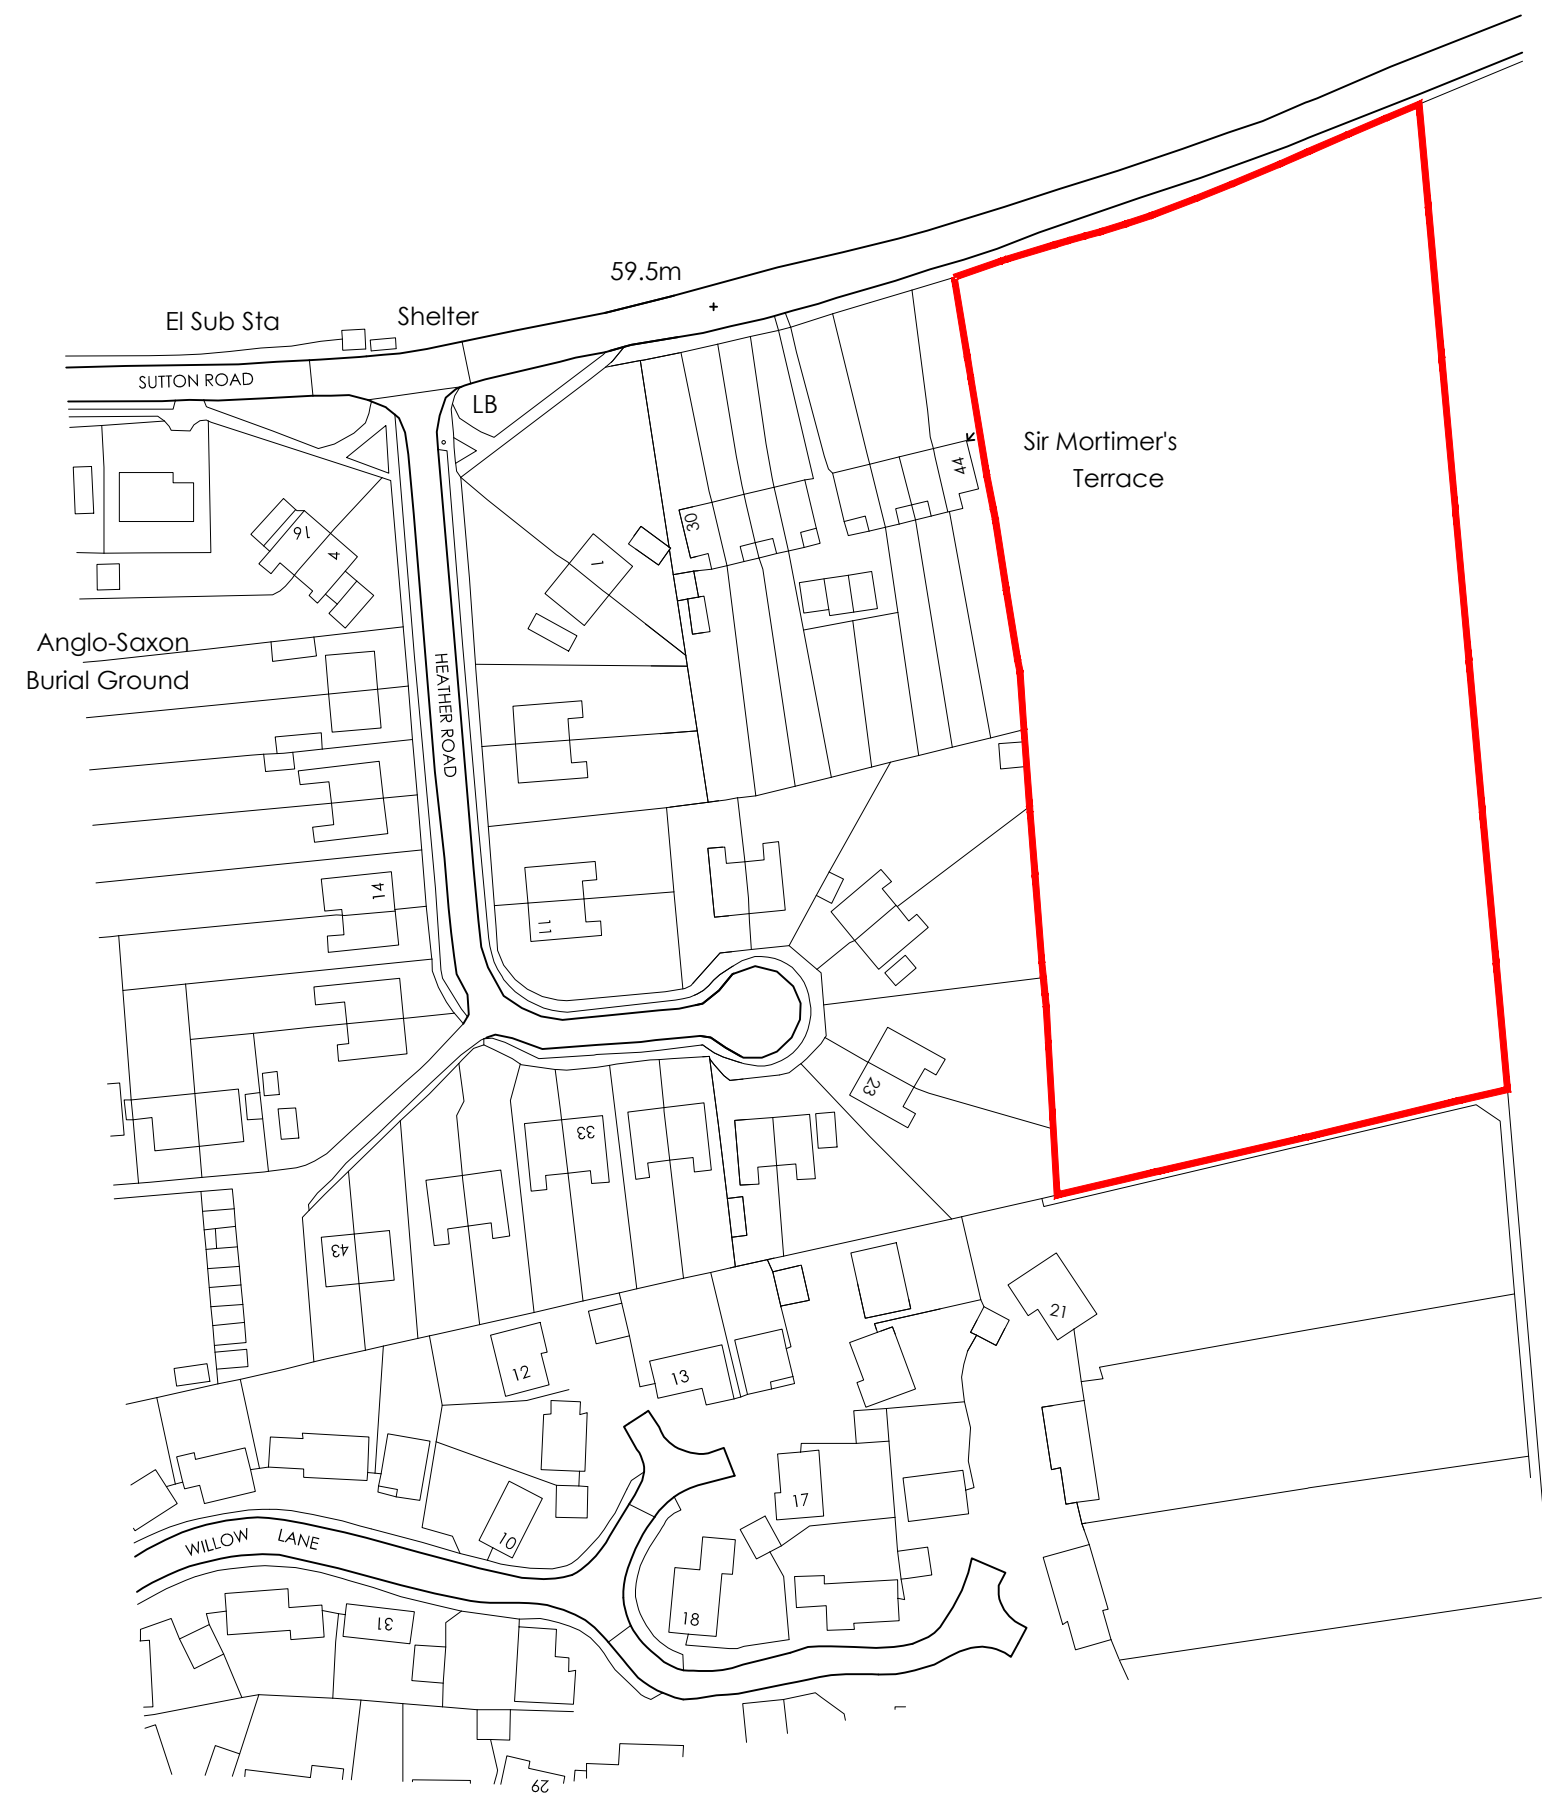 59.5m
El Sub Sta
Shelter
SUTTON ROAD
LB
Sir Mortimer's
Terrace
44
30
16
4
1
Anglo-Saxon
Burial Ground
HEATHER ROAD
14
11
23
33
43
21
12
13
17
10
WILLOW LANE
18
31
29